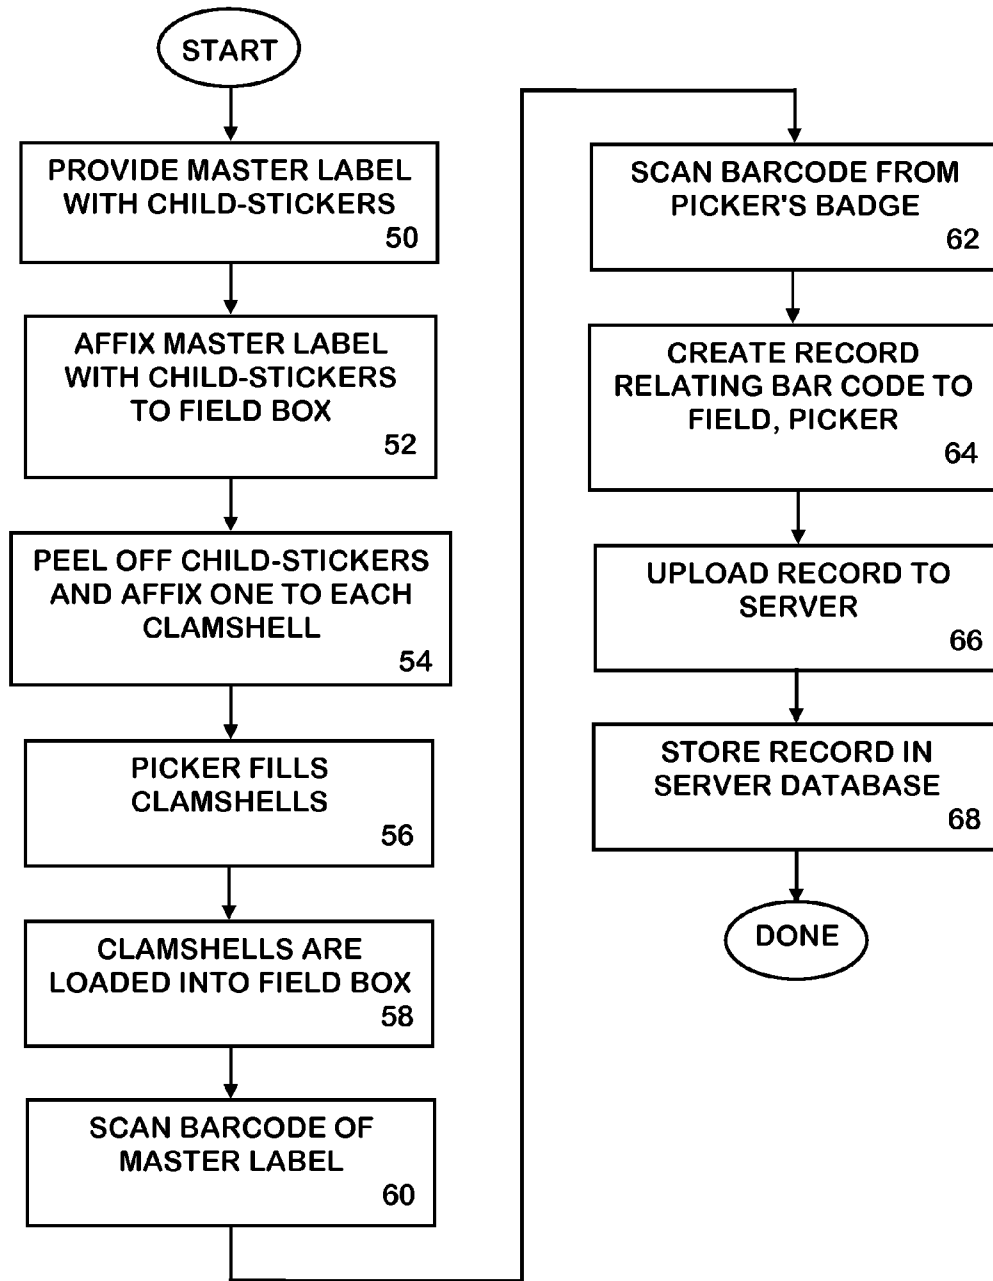 START
PROVIDE MASTER LABEL
WITH CHILD-STICKERS
50
AFFIX MASTER LABEL
WITH CHILD-STICKERS
TO FIELD BOX
52
PEEL OFF CHILD-STICKERS
AND AFFIX ONE TO EACH
CLAMSHELL
54
PICKER FILLS
CLAMSHELLS
56
CLAMSHELLS ARE
LOADED INTO FIELD BOX
58
SCAN BARCODE OF
MASTER LABEL
60
SCAN BARCODE FROM
PICKER'S BADGE
62
CREATE RECORD
RELATING BAR CODE TO
FIELD, PICKER
64
UPLOAD RECORD TO
SERVER
66
STORE RECORD IN
SERVER DATABASE
68
DONE